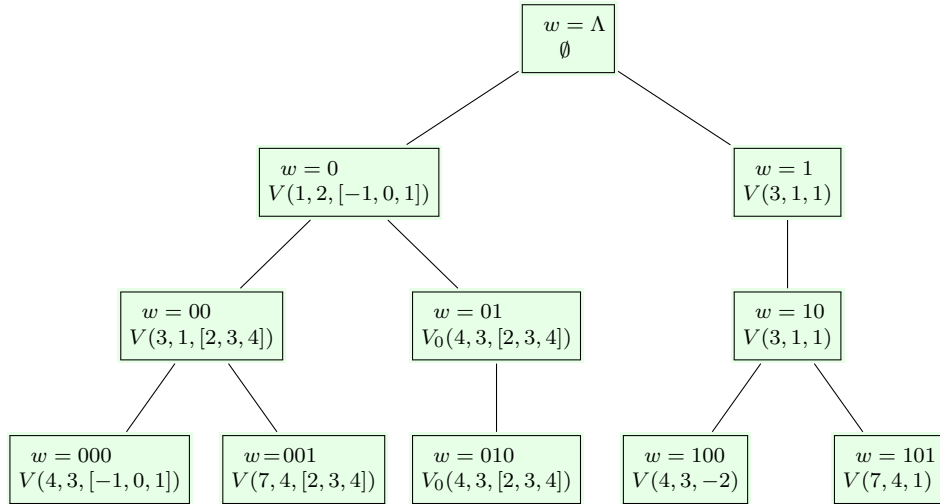 w = Λ
∅
w = 0
V(1, 2, [−1, 0, 1])
w = 1
V(3, 1, 1)
w = 00
V(3, 1, [2, 3, 4])
w = 01
V₀(4, 3, [2, 3, 4])
w = 10
V(3, 1, 1)
w = 000
V(4, 3, [−1, 0, 1])
w=001
V(7, 4, [2, 3, 4])
w = 010
V₀(4, 3, [2, 3, 4])
w = 100
V(4, 3, −2)
w = 101
V(7, 4, 1)